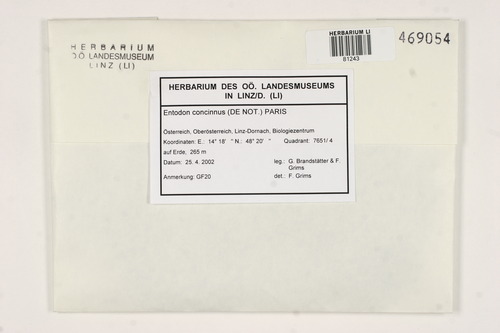 HERBARIUM
OÖ. LANDESMUSEUM
LINZ (LI)
HERBARIUM LI
81243
469054
HERBARIUM DES OÖ. LANDESMUSEUMS
IN LINZ/D. (LI)
Entodon concinnus (DE NOT.) PARIS
Österreich, Oberösterreich, Linz-Dornach, Biologiezentrum
Koordinaten: E.: 14° 18' " N.: 48° 20' " Quadrant: 7651/ 4
auf Erde, 265 m
Datum: 25. 4. 2002 leg.: G. Brandstätter & F. Grims
Anmerkung: GF20 det.: F. Grims